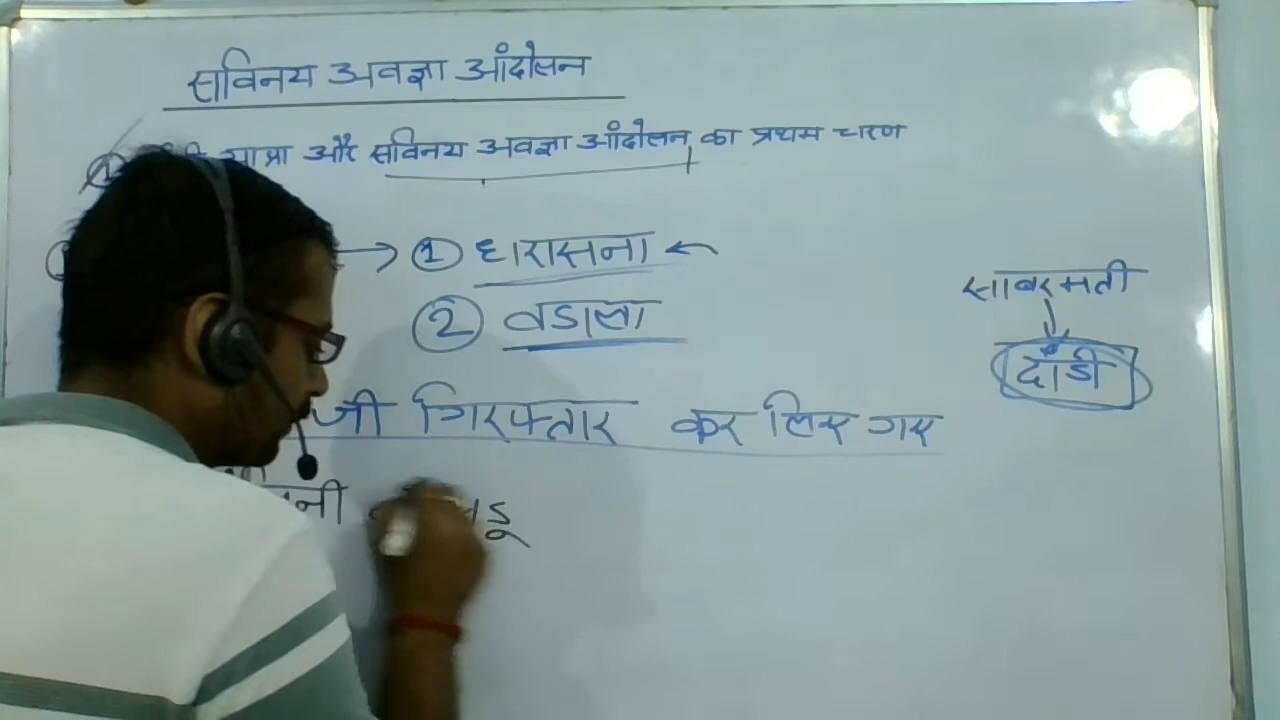 सविनय अवज्ञा आंदोलन
यात्रा और सविनय अवज्ञा आंदोलन का प्रथम चरण
→ ① धारासना ←
② वडाला
जी गिरफ्तार कर लिए गए
साबरमती
↓
दाँडी